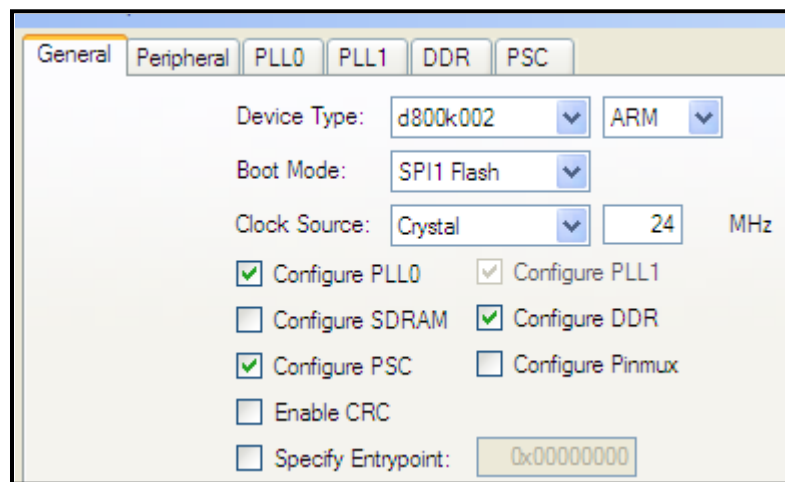 General Peripheral PLL0 PLL1 DDR PSC
Device Type: d800k002 ARM
Boot Mode: SPI1 Flash
Clock Source: Crystal 24 MHz
Configure PLL0 Configure PLL1
Configure SDRAM Configure DDR
Configure PSC Configure Pinmux
Enable CRC
Specify Entrypoint: 0x00000000